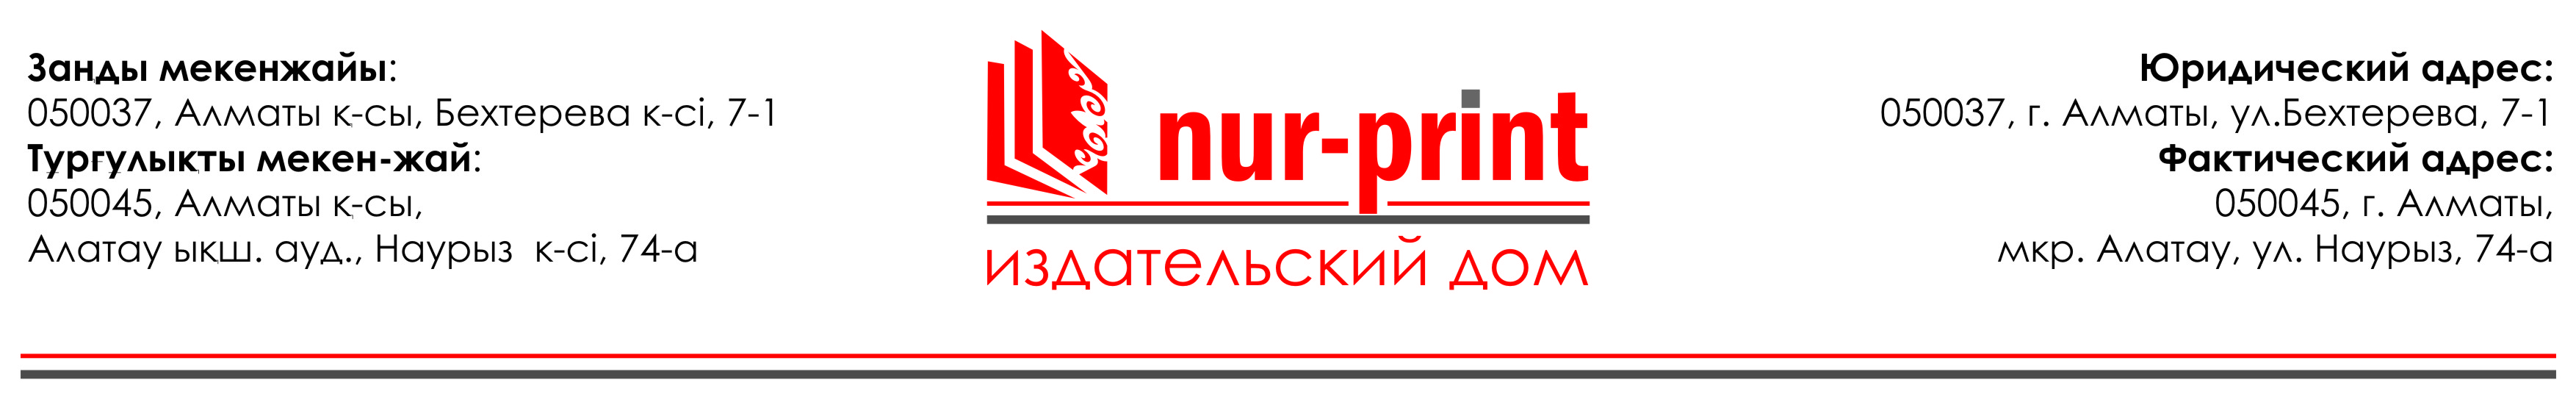 Заңды мекенжайы:
050037, Алматы қ-сы, Бехтерева к-сі, 7-1
Тұрғұлықты мекен-жай:
050045, Алматы қ-сы,
Алатау ықш. ауд., Наурыз к-сі, 74-а
nur-print
издательский дом
Юридический адрес:
050037, г. Алматы, ул.Бехтерева, 7-1
Фактический адрес:
050045, г. Алматы,
мкр. Алатау, ул. Наурыз, 74-а